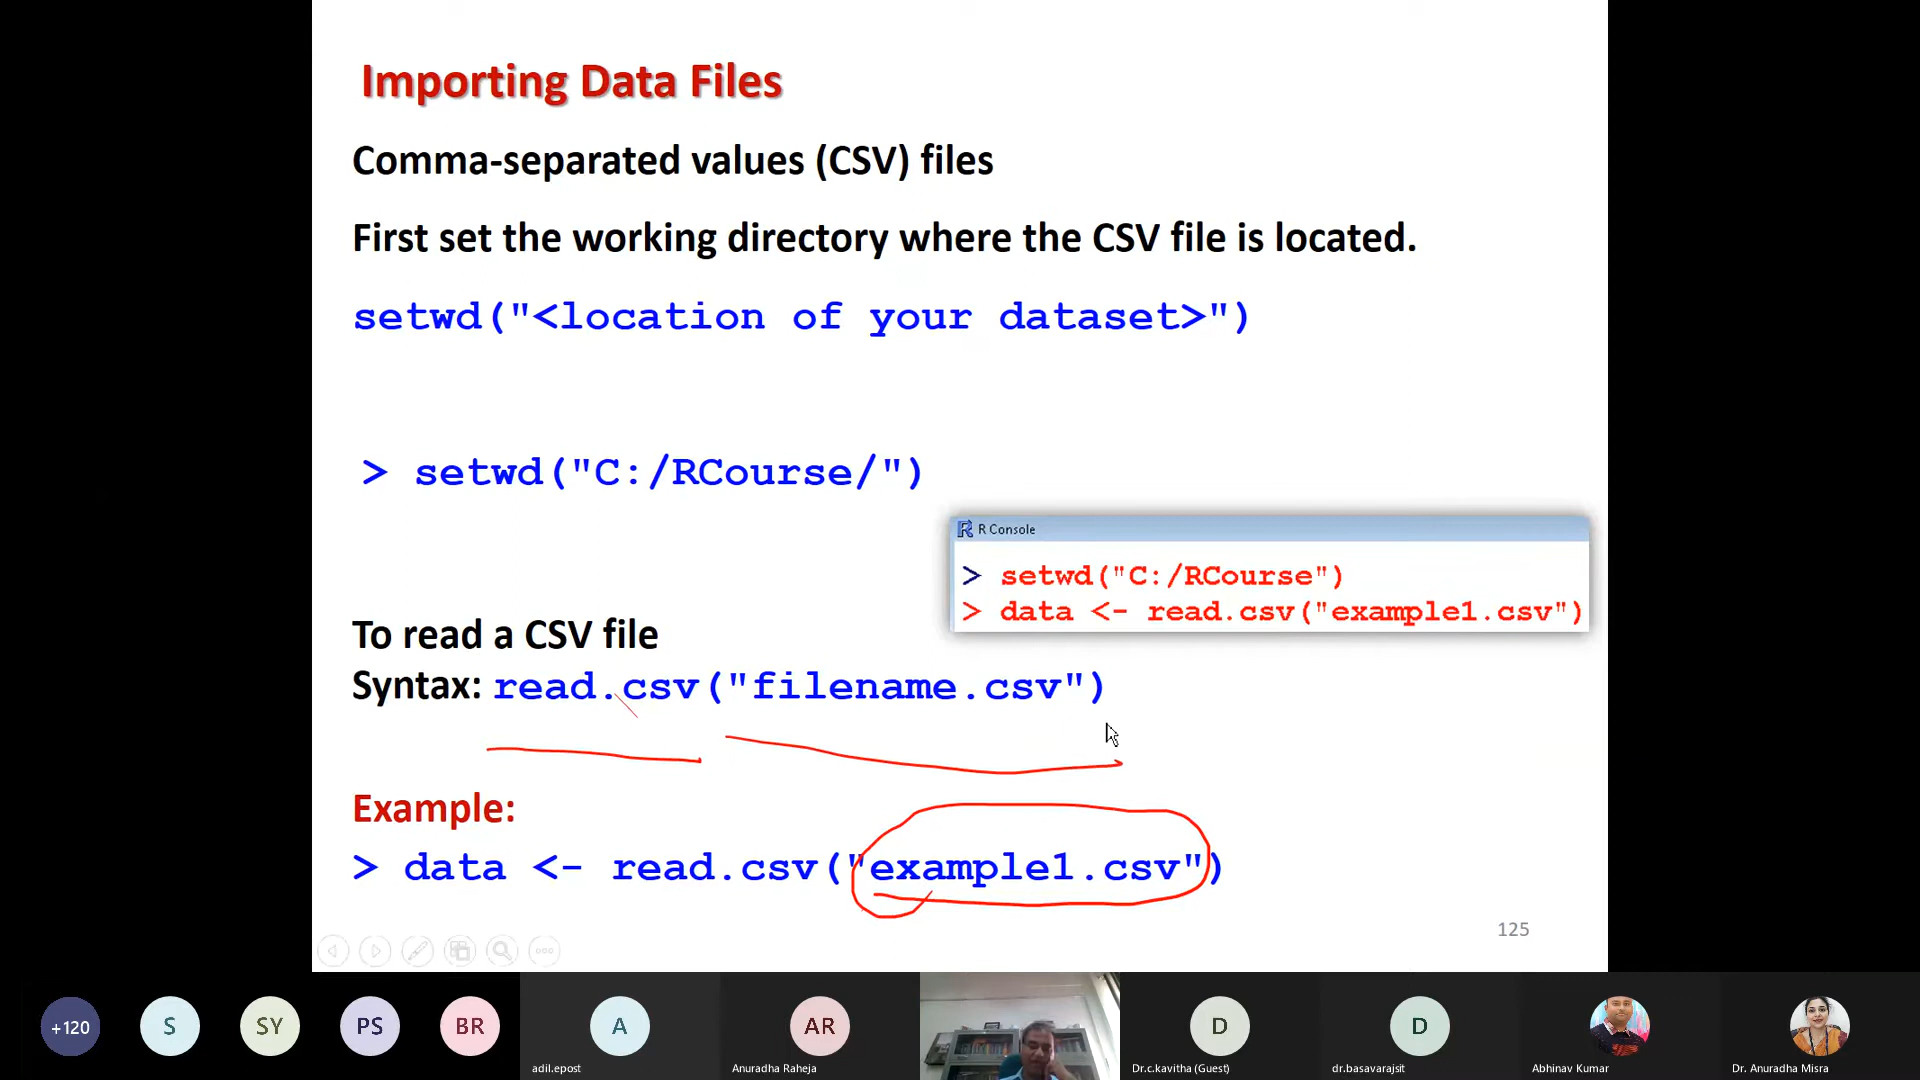 Importing Data Files
Comma-separated values (CSV) files
First set the working directory where the CSV file is located.
setwd("<location of your dataset>")
> setwd("C:/RCourse/")
R Console
> setwd("C:/RCourse")
> data <- read.csv("example1.csv")
To read a CSV file
Syntax: read.csv("filename.csv")
Example:
> data <- read.csv("example1.csv")
125
+120
S
SY
PS
BR
A
AR
D
D
adil.epost
Anuradha Raheja
Dr.c.kavitha (Guest)
dr.basavarajsit
Abhinav Kumar
Dr. Anuradha Misra